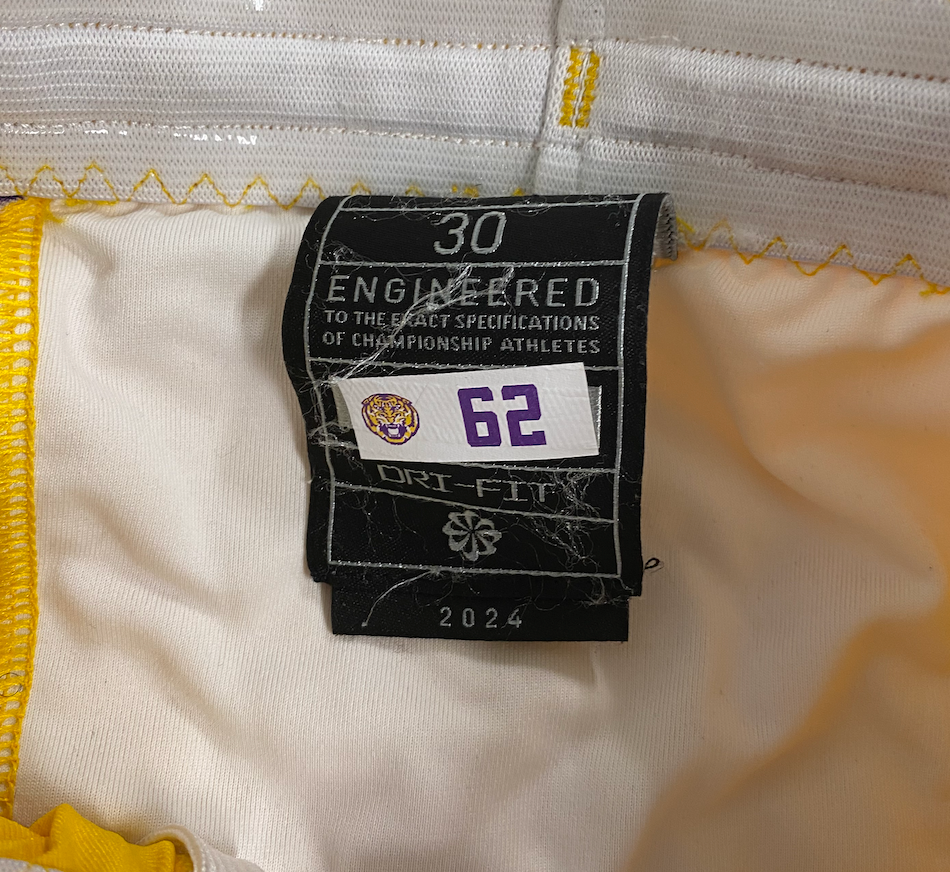 30
ENGINEERED
TO THE EXACT SPECIFICATIONS
OF CHAMPIONSHIP ATHLETES
62
DRI-FIT
2024